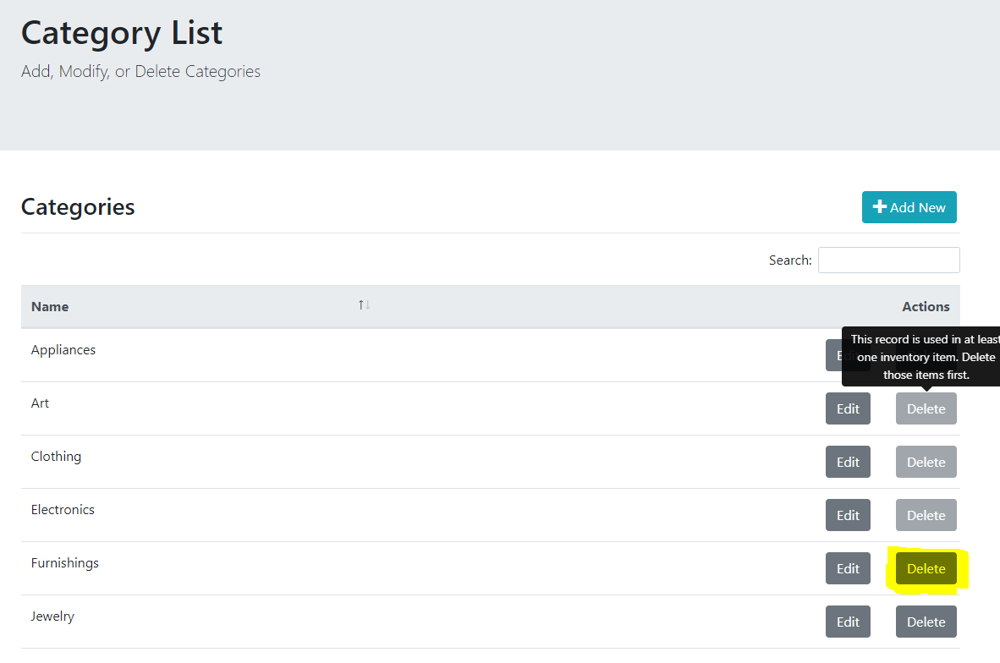 Category List
Add, Modify, or Delete Categories
Categories
Add New
Search:
Name
Actions
Appliances
Edit
This record is used in at least
one inventory item. Delete
those items first.
Art
Edit
Delete
Clothing
Edit
Delete
Electronics
Edit
Delete
Furnishings
Edit
Delete
Jewelry
Edit
Delete